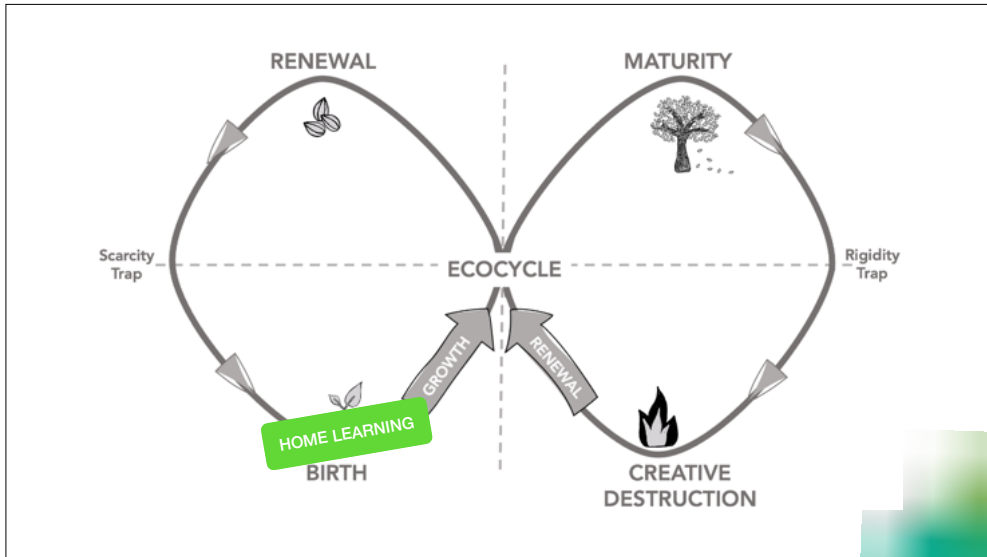 RENEWAL
MATURITY
Scarcity
Trap
ECOCYCLE
Rigidity
Trap
GROWTH
RENEWAL
HOME LEARNING
BIRTH
CREATIVE
DESTRUCTION